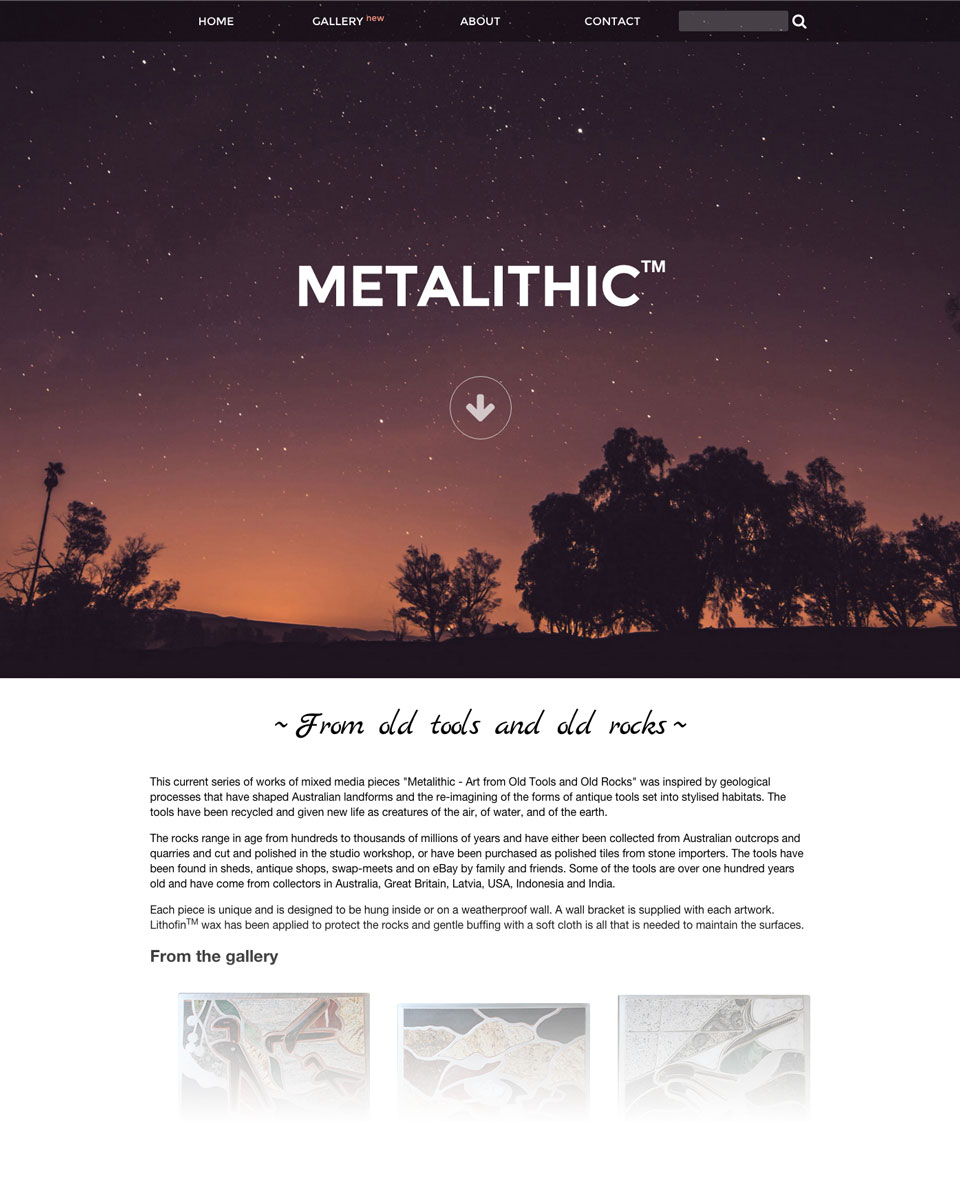 HOME GALLERY new ABOUT CONTACT
METALITHIC™
~ From old tools and old rocks ~
This current series of works of mixed media pieces "Metalithic - Art from Old Tools and Old Rocks" was inspired by geological
processes that have shaped Australian landforms and the re-imagining of the forms of antique tools set into stylised habitats. The
tools have been recycled and given new life as creatures of the air, of water, and of the earth.
The rocks range in age from hundreds to thousands of millions of years and have either been collected from Australian outcrops and
quarries and cut and polished in the studio workshop, or have been purchased as polished tiles from stone importers. The tools have
been found in sheds, antique shops, swap-meets and on eBay by family and friends. Some of the tools are over one hundred years
old and have come from collectors in Australia, Great Britain, Latvia, USA, Indonesia and India.
Each piece is unique and is designed to be hung inside or on a weatherproof wall. A wall bracket is supplied with each artwork.
Lithofin™ wax has been applied to protect the rocks and gentle buffing with a soft cloth is all that is needed to maintain the surfaces.
From the gallery